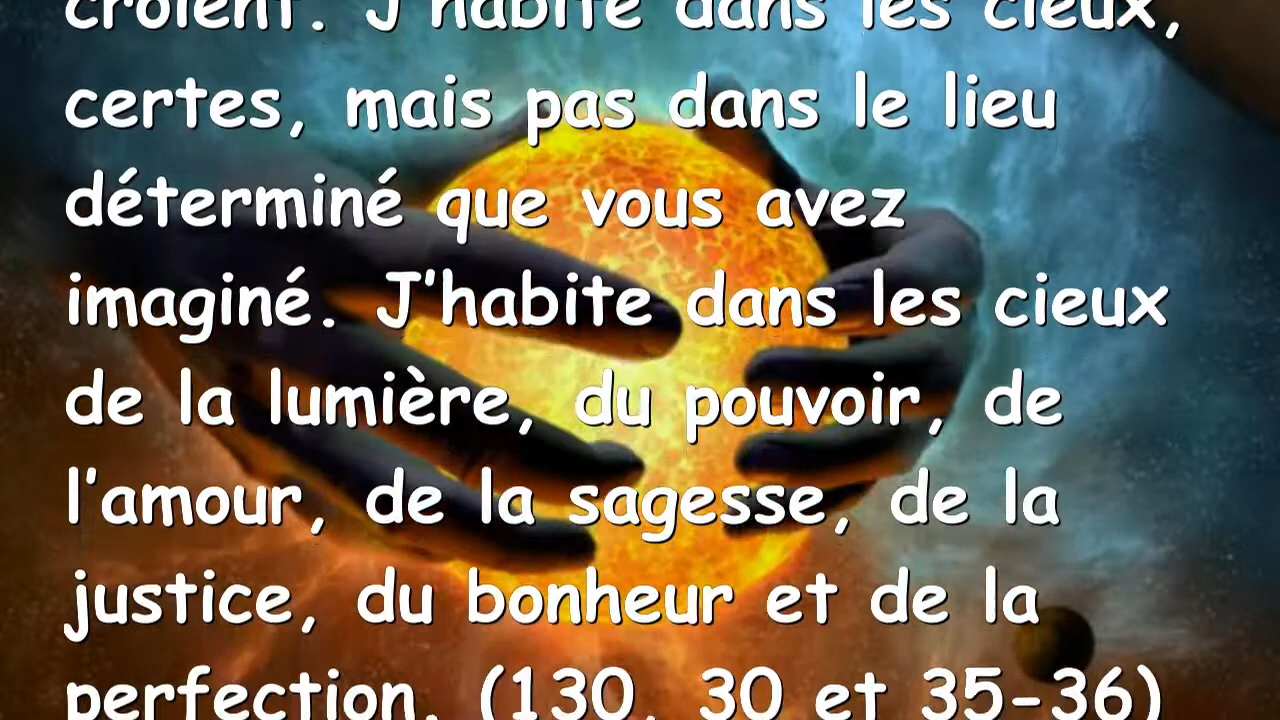 croient. J'habite dans les cieux,
certes, mais pas dans le lieu
déterminé que vous avez
imaginé. J'habite dans les cieux
de la lumière, du pouvoir, de
l'amour, de la sagesse, de la
justice, du bonheur et de la
perfection. (130, 30 et 35-36)